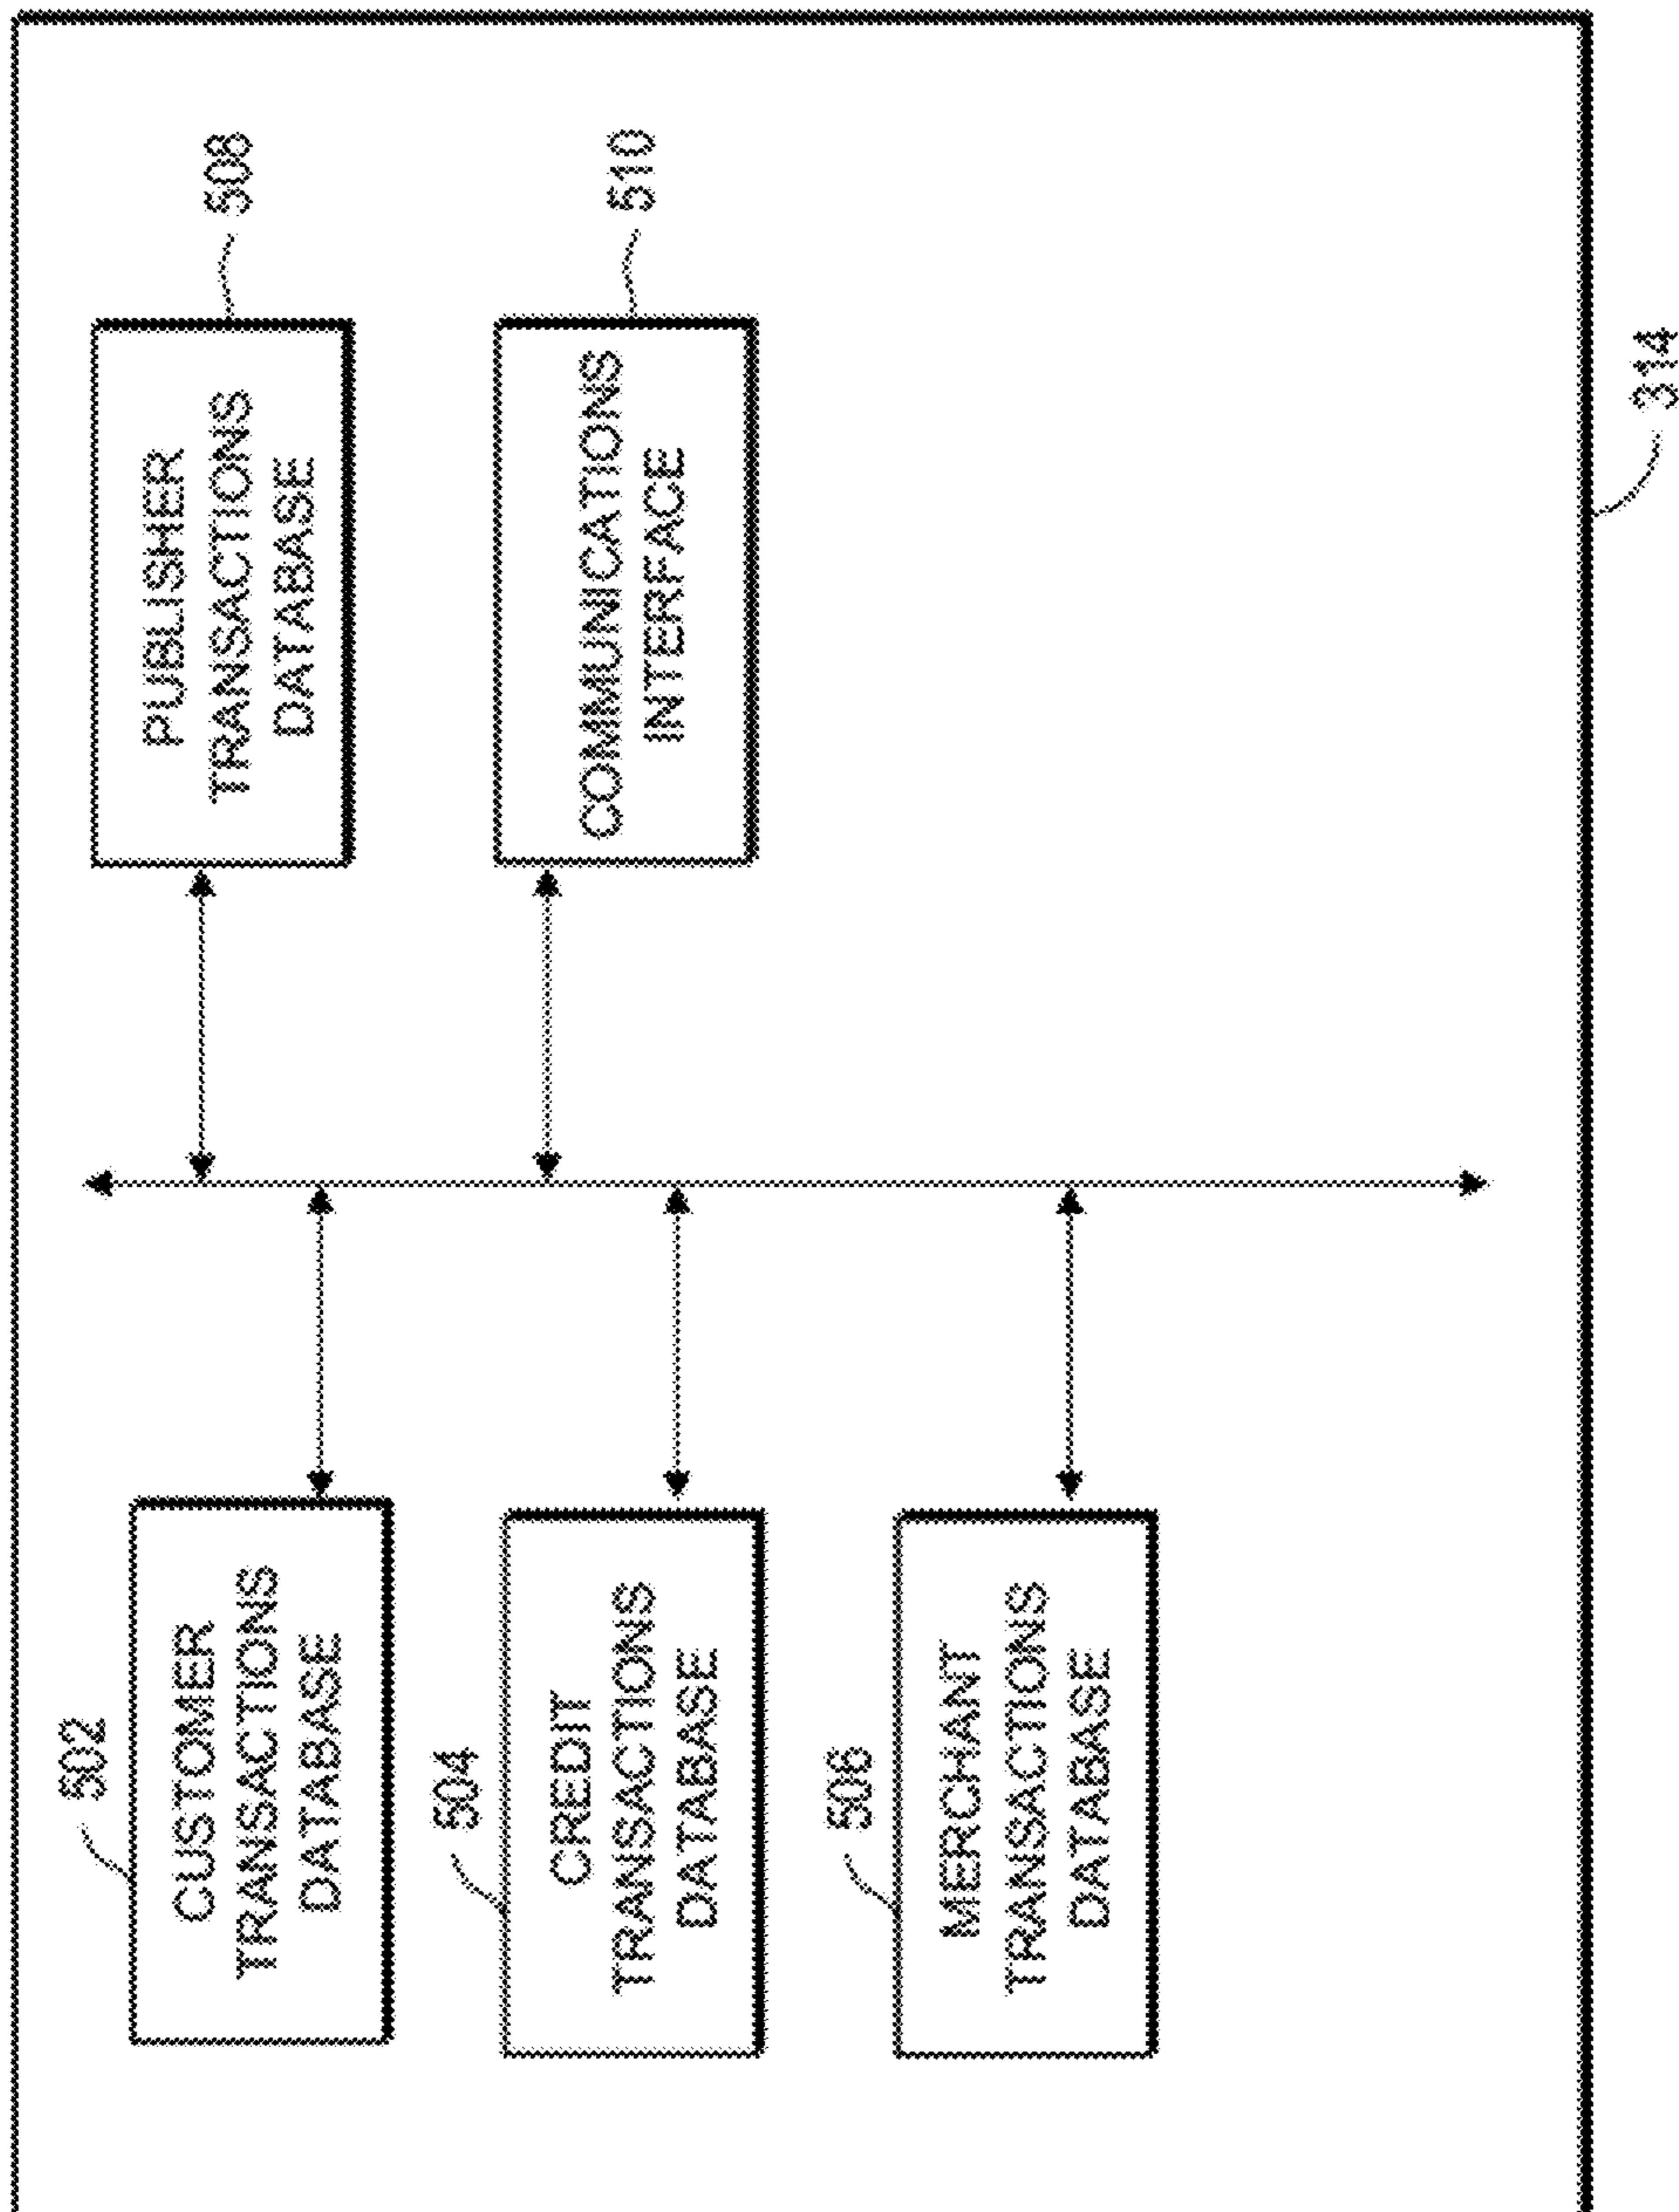 502
CUSTOMER
TRANSACTIONS
DATABASE
504
CREDIT
TRANSACTIONS
DATABASE
506
MERCHANT
TRANSACTIONS
DATABASE
PUBLISHER
TRANSACTIONS
DATABASE
508
COMMUNICATIONS
INTERFACE
510
314